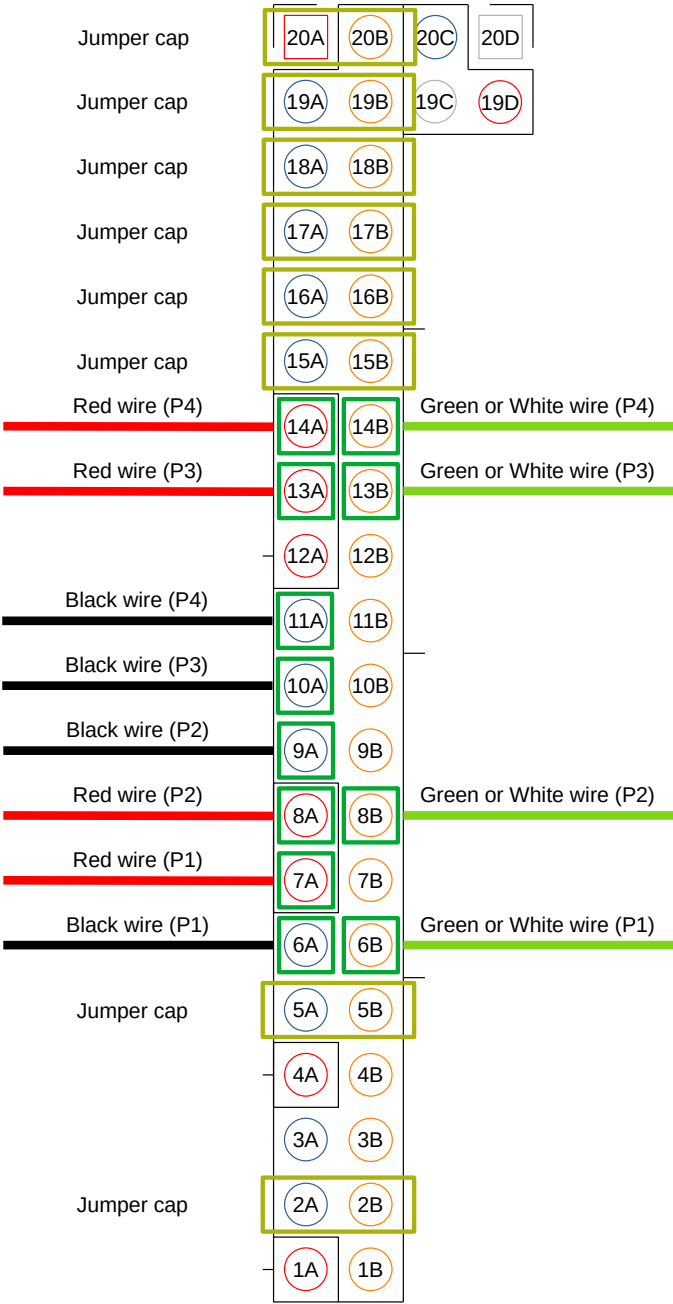 Jumper cap 20A 20B 20C 20D
Jumper cap 19A 19B 19C 19D
Jumper cap 18A 18B
Jumper cap 17A 17B
Jumper cap 16A 16B
Jumper cap 15A 15B
Red wire (P4) 14A 14B Green or White wire (P4)
Red wire (P3) 13A 13B Green or White wire (P3)
12A 12B
Black wire (P4) 11A 11B
Black wire (P3) 10A 10B
Black wire (P2) 9A 9B
Red wire (P2) 8A 8B Green or White wire (P2)
Red wire (P1) 7A 7B
Black wire (P1) 6A 6B Green or White wire (P1)
Jumper cap 5A 5B
4A 4B
3A 3B
Jumper cap 2A 2B
1A 1B